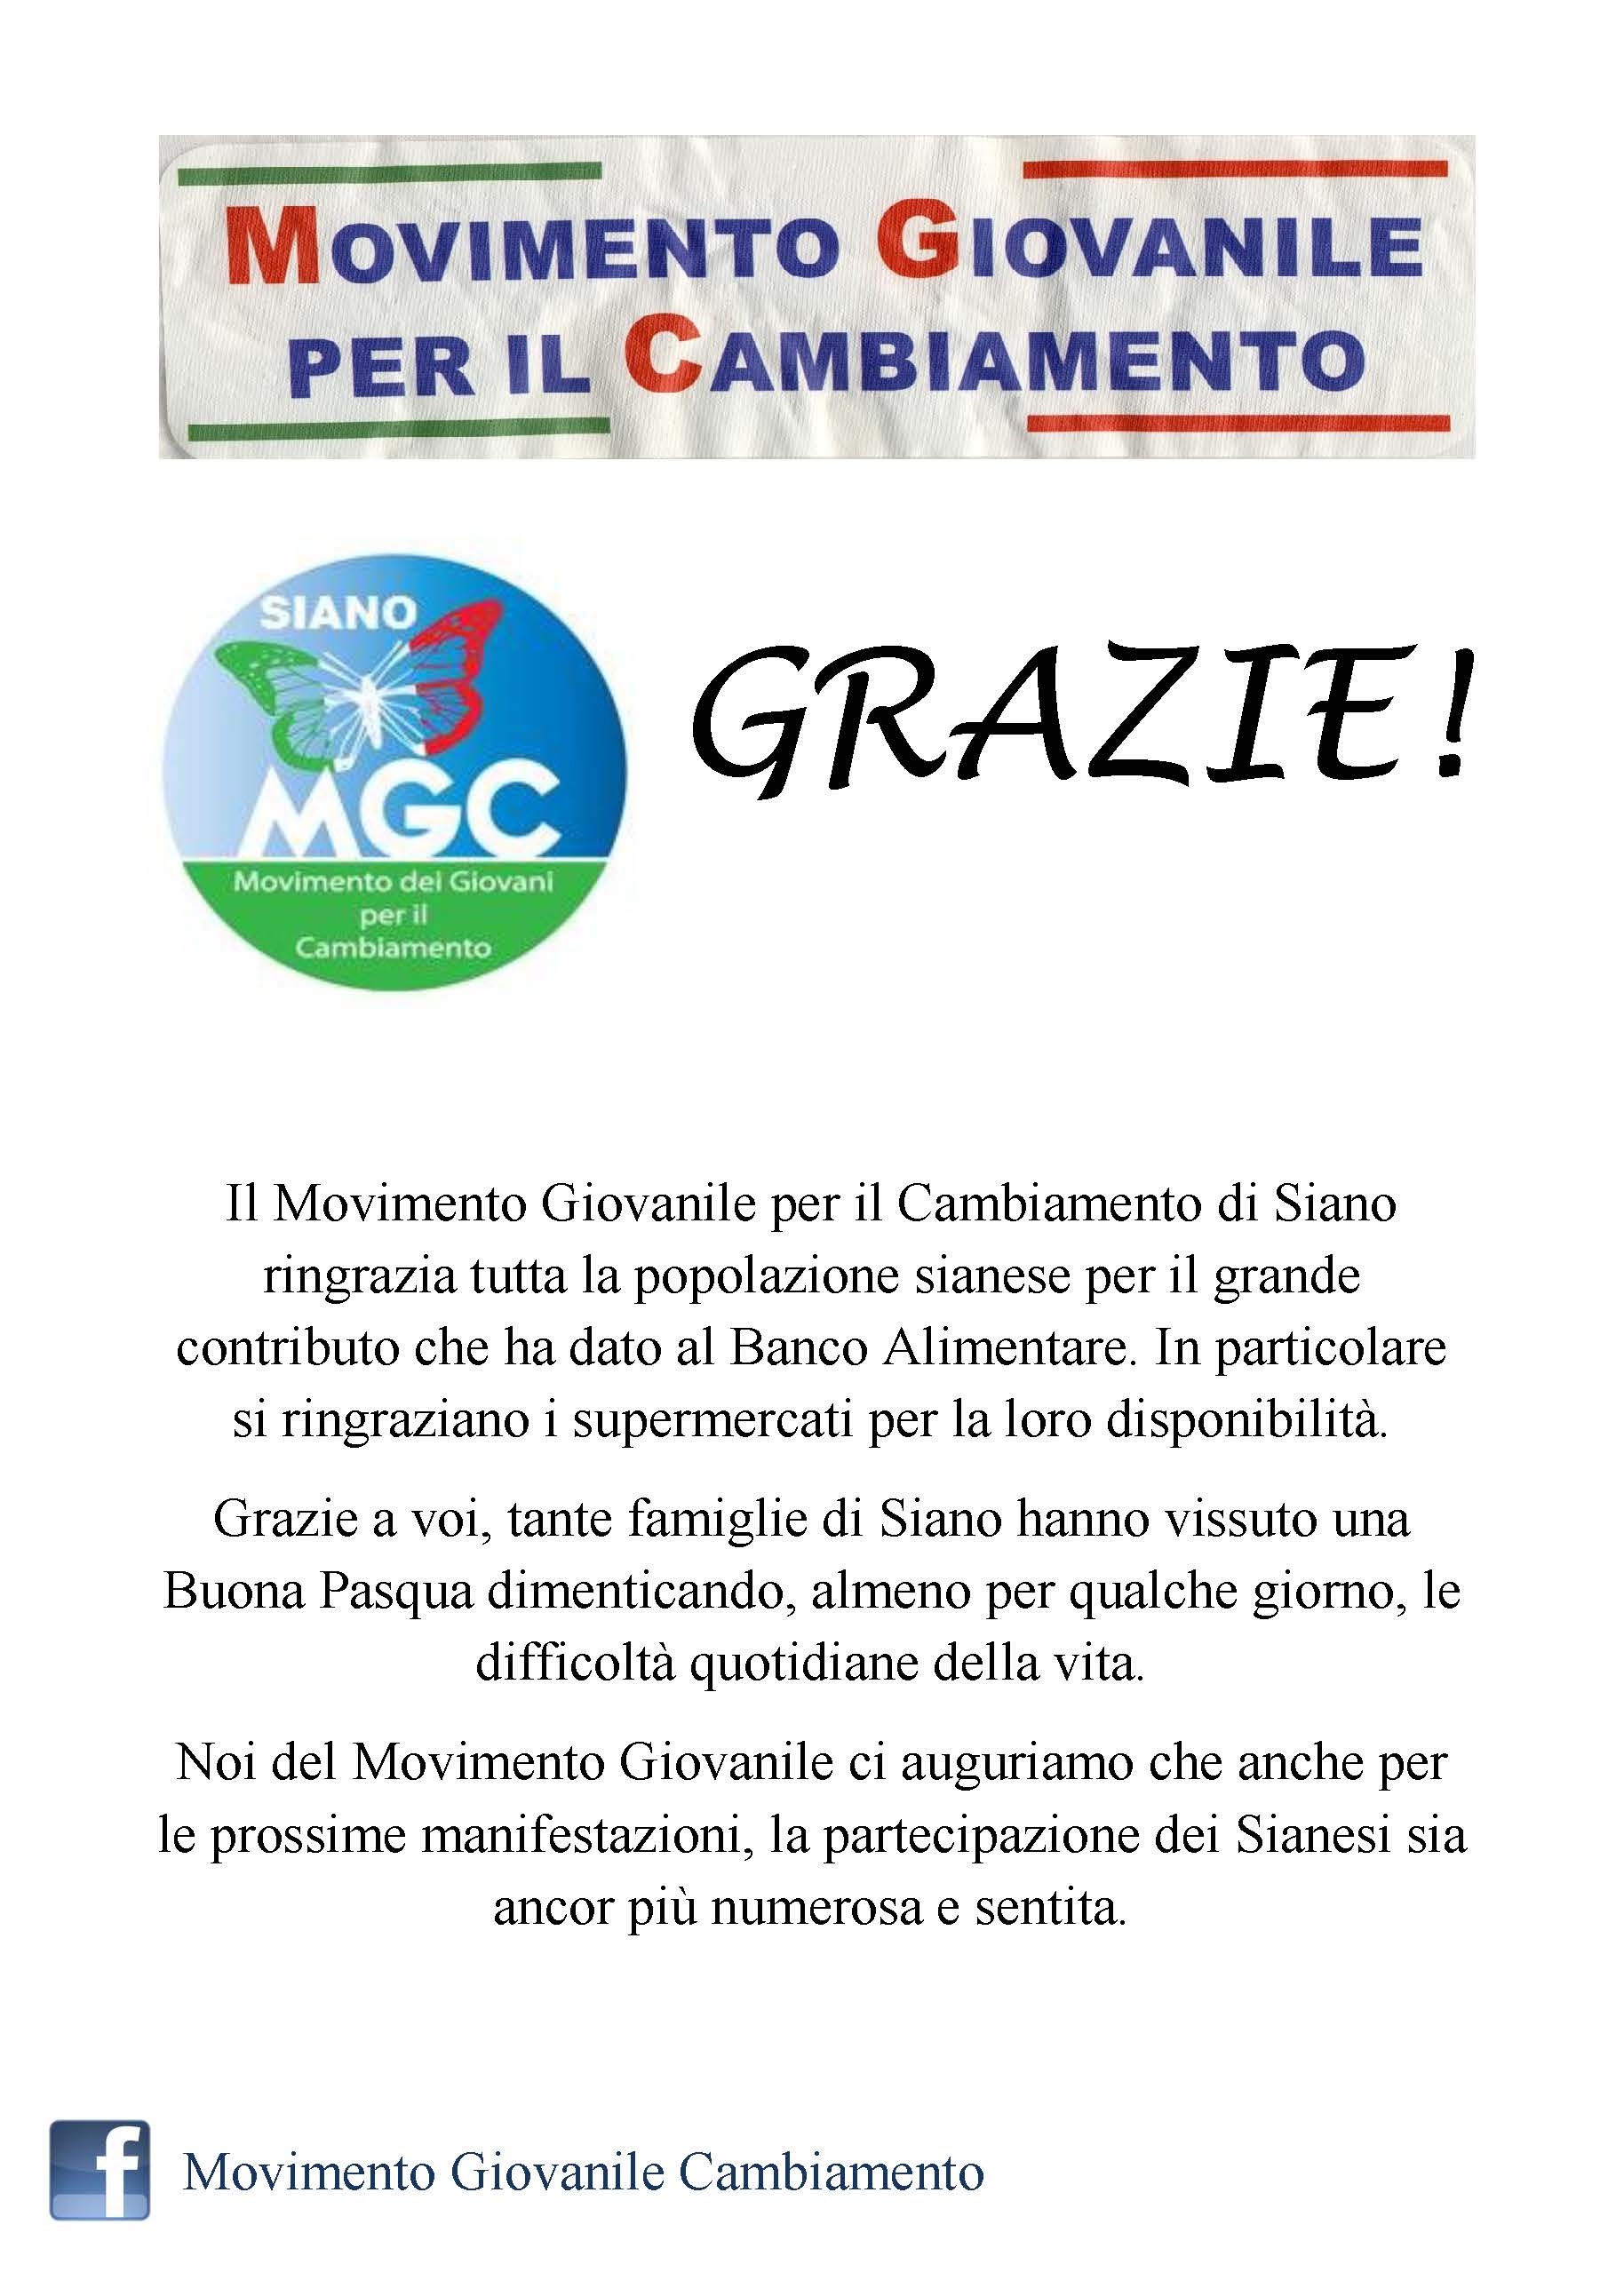 MOVIMENTO GIOVANILE
PER IL CAMBIAMENTO
SIANO
MGC
Movimento dei Giovani
per il
Cambiamento
GRAZIE!
Il Movimento Giovanile per il Cambiamento di Siano
ringrazia tutta la popolazione sianese per il grande
contributo che ha dato al Banco Alimentare. In particolare
si ringraziano i supermercati per la loro disponibilità.
Grazie a voi, tante famiglie di Siano hanno vissuto una
Buona Pasqua dimenticando, almeno per qualche giorno, le
difficoltà quotidiane della vita.
Noi del Movimento Giovanile ci auguriamo che anche per
le prossime manifestazioni, la partecipazione dei Sianesi sia
ancor più numerosa e sentita.
f Movimento Giovanile Cambiamento